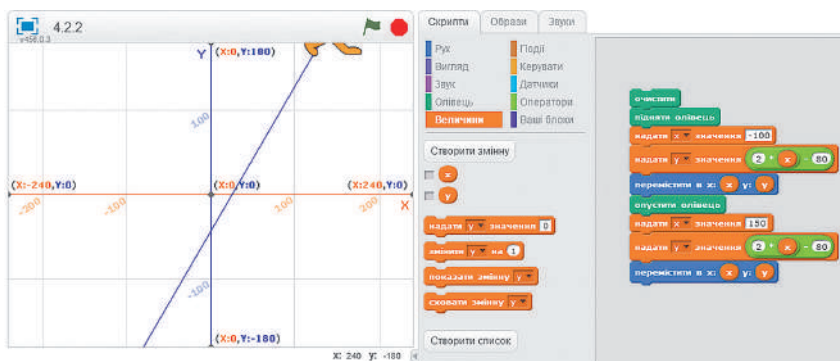 4.2.2
v456.0.3
Y (X:0,Y:180)
100
(X:-240,Y:0)
(X:0,Y:0)
(X:240,Y:0)
-200
-100
100
200
X
-100
(X:0,Y:-180)
x: 240 y: -180
Скрипти
Образи
Звуки
Рух
Події
Вигляд
Керувати
Звук
Датчики
Олівець
Оператори
Величини
Ваші блоки
Створити змінну
x
y
надати y значення 0
змінити y на 1
показати змінну y
сховати змінну y
Створити список
очистити
підняти олівець
надати x значення -100
надати y значення 2 * x - 80
перемістити в x: x y: y
опустити олівець
надати x значення 150
надати y значення 2 * x - 80
перемістити в x: x y: y